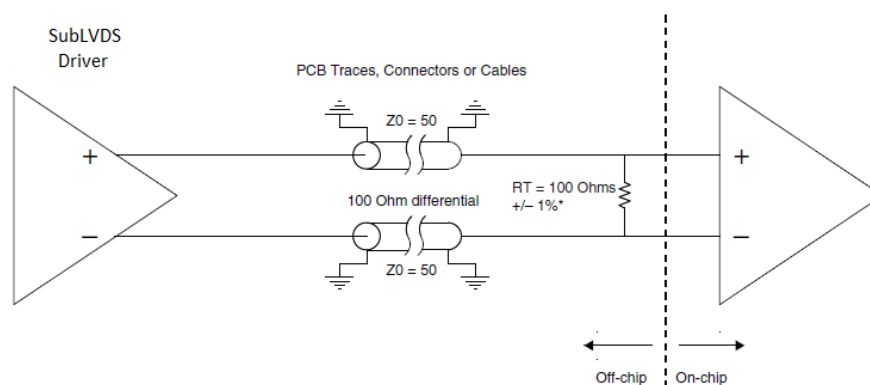 SubLVDS
Driver
PCB Traces, Connectors or Cables
Z0 = 50
+
+
RT = 100 Ohms
+/– 1%*
100 Ohm differential
–
–
Z0 = 50
Off-chip
On-chip